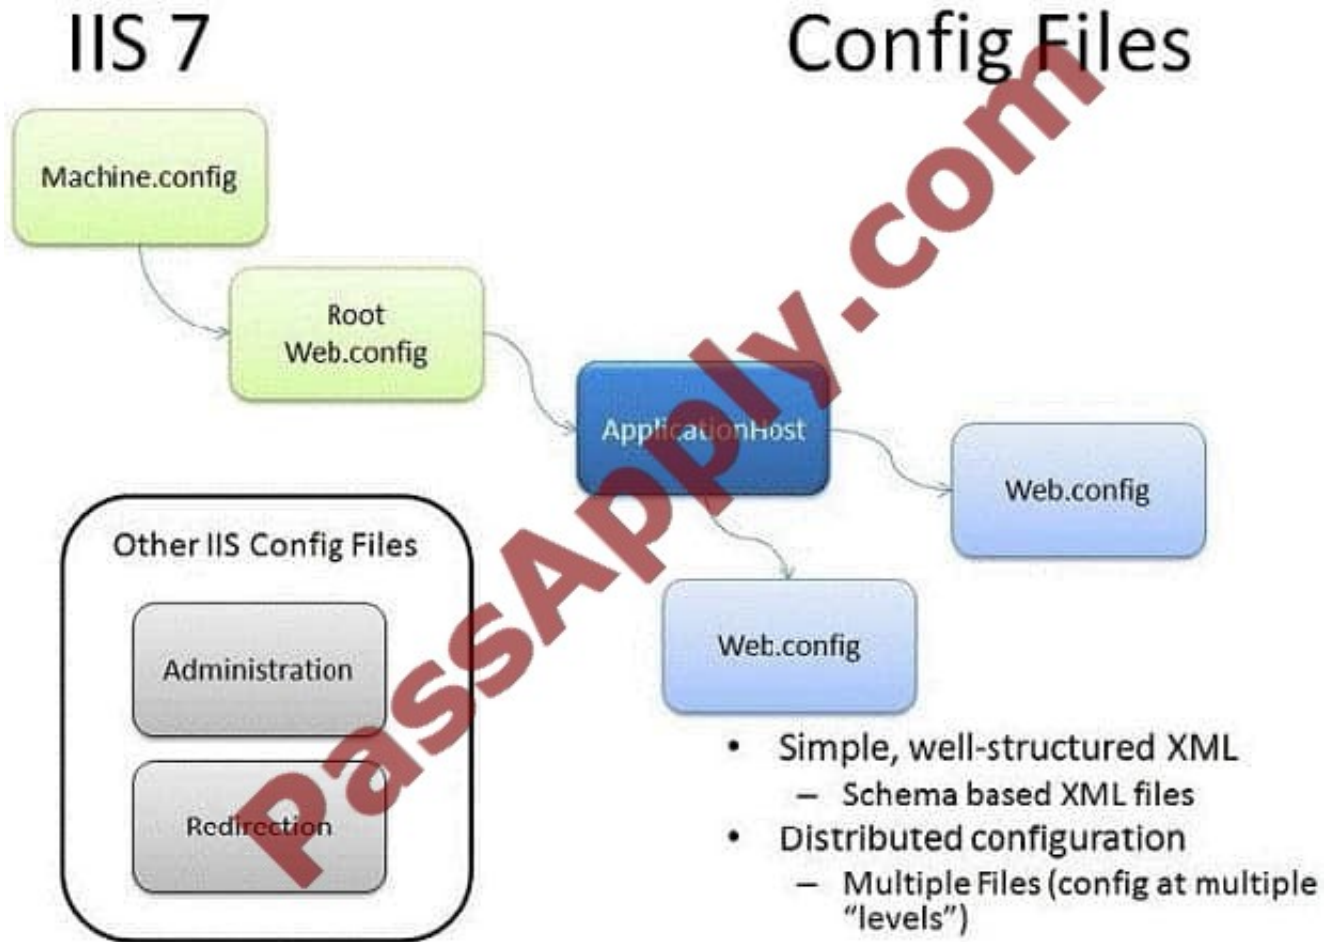 IIS 7
Config Files
Machine.config
Root
Web.config
ApplicationHost
Web.config
Web.config
Other IIS Config Files
Administration
Redirection
• Simple, well-structured XML
– Schema based XML files
• Distributed configuration
– Multiple Files (config at multiple
“levels”)
PassApply.com